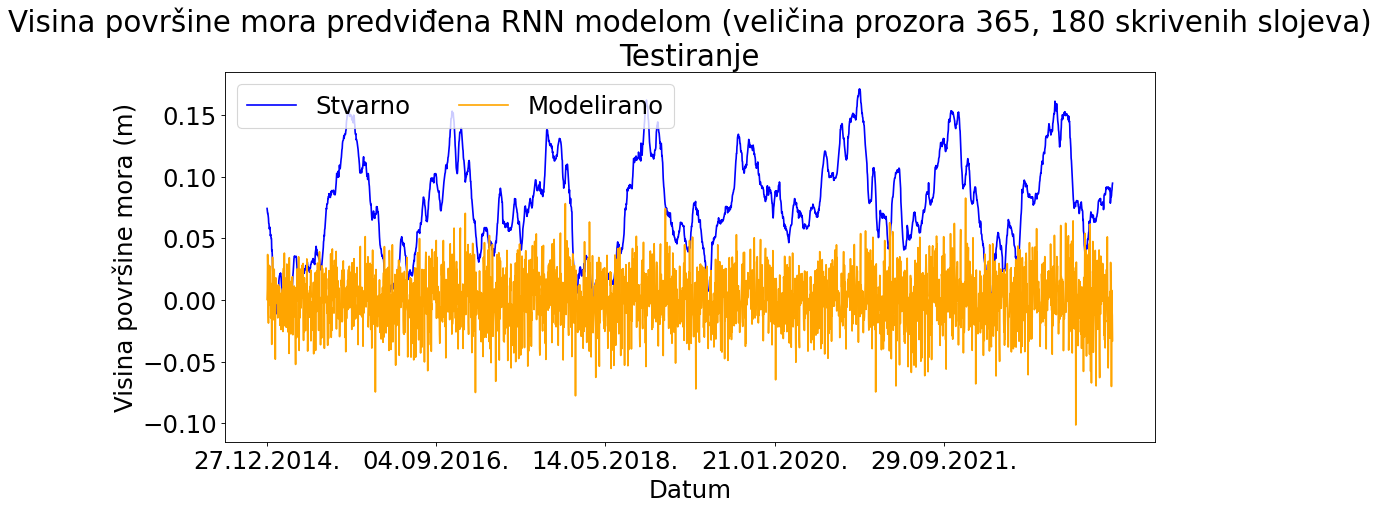 Visina površine mora predviđena RNN modelom (veličina prozora 365, 180 skrivenih slojeva)
Testiranje
Stvarno
Modelirano
Visina površine mora (m)
0.15
0.10
0.05
0.00
−0.05
−0.10
27.12.2014.
04.09.2016.
14.05.2018.
21.01.2020.
29.09.2021.
Datum